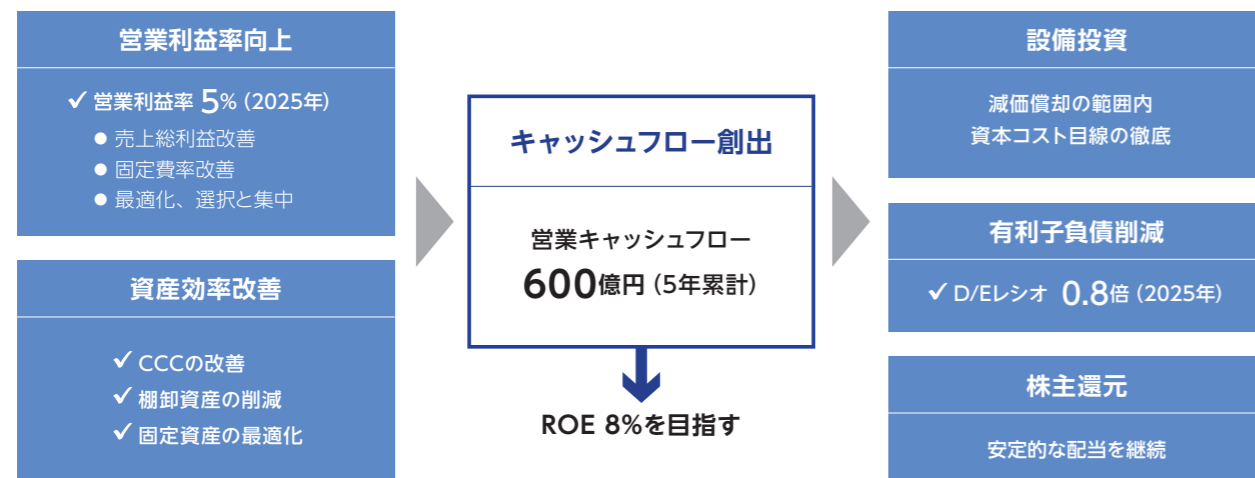 営業利益率向上
✓ 営業利益率 5% (2025年)
● 売上総利益改善
● 固定費率改善
● 最適化、選択と集中
資産効率改善
✓ CCCの改善
✓ 棚卸資産の削減
✓ 固定資産の最適化
キャッシュフロー創出
営業キャッシュフロー
600億円 (5年累計)
ROE 8%を目指す
設備投資
減価償却の範囲内
資本コスト目線の徹底
有利子負債削減
✓ D/Eレシオ 0.8倍 (2025年)
株主還元
安定的な配当を継続